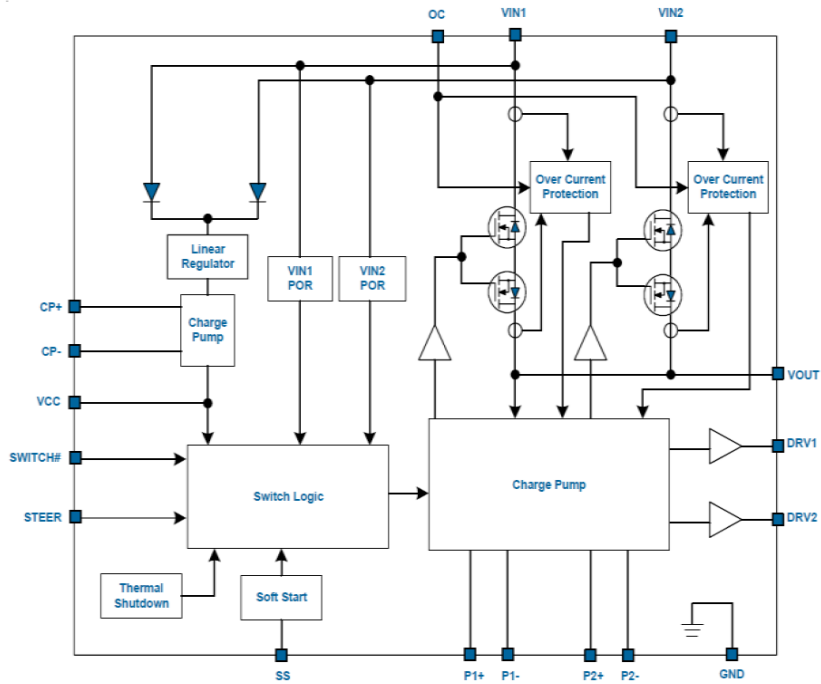 OC
VIN1
VIN2
Over Current
Protection
Over Current
Protection
Linear
Regulator
VIN1
POR
VIN2
POR
CP+
Charge
Pump
CP-
VCC
VOUT
SWITCH#
DRV1
Switch Logic
Charge Pump
STEER
DRV2
Thermal
Shutdown
Soft Start
SS
P1+
P1-
P2+
P2-
GND